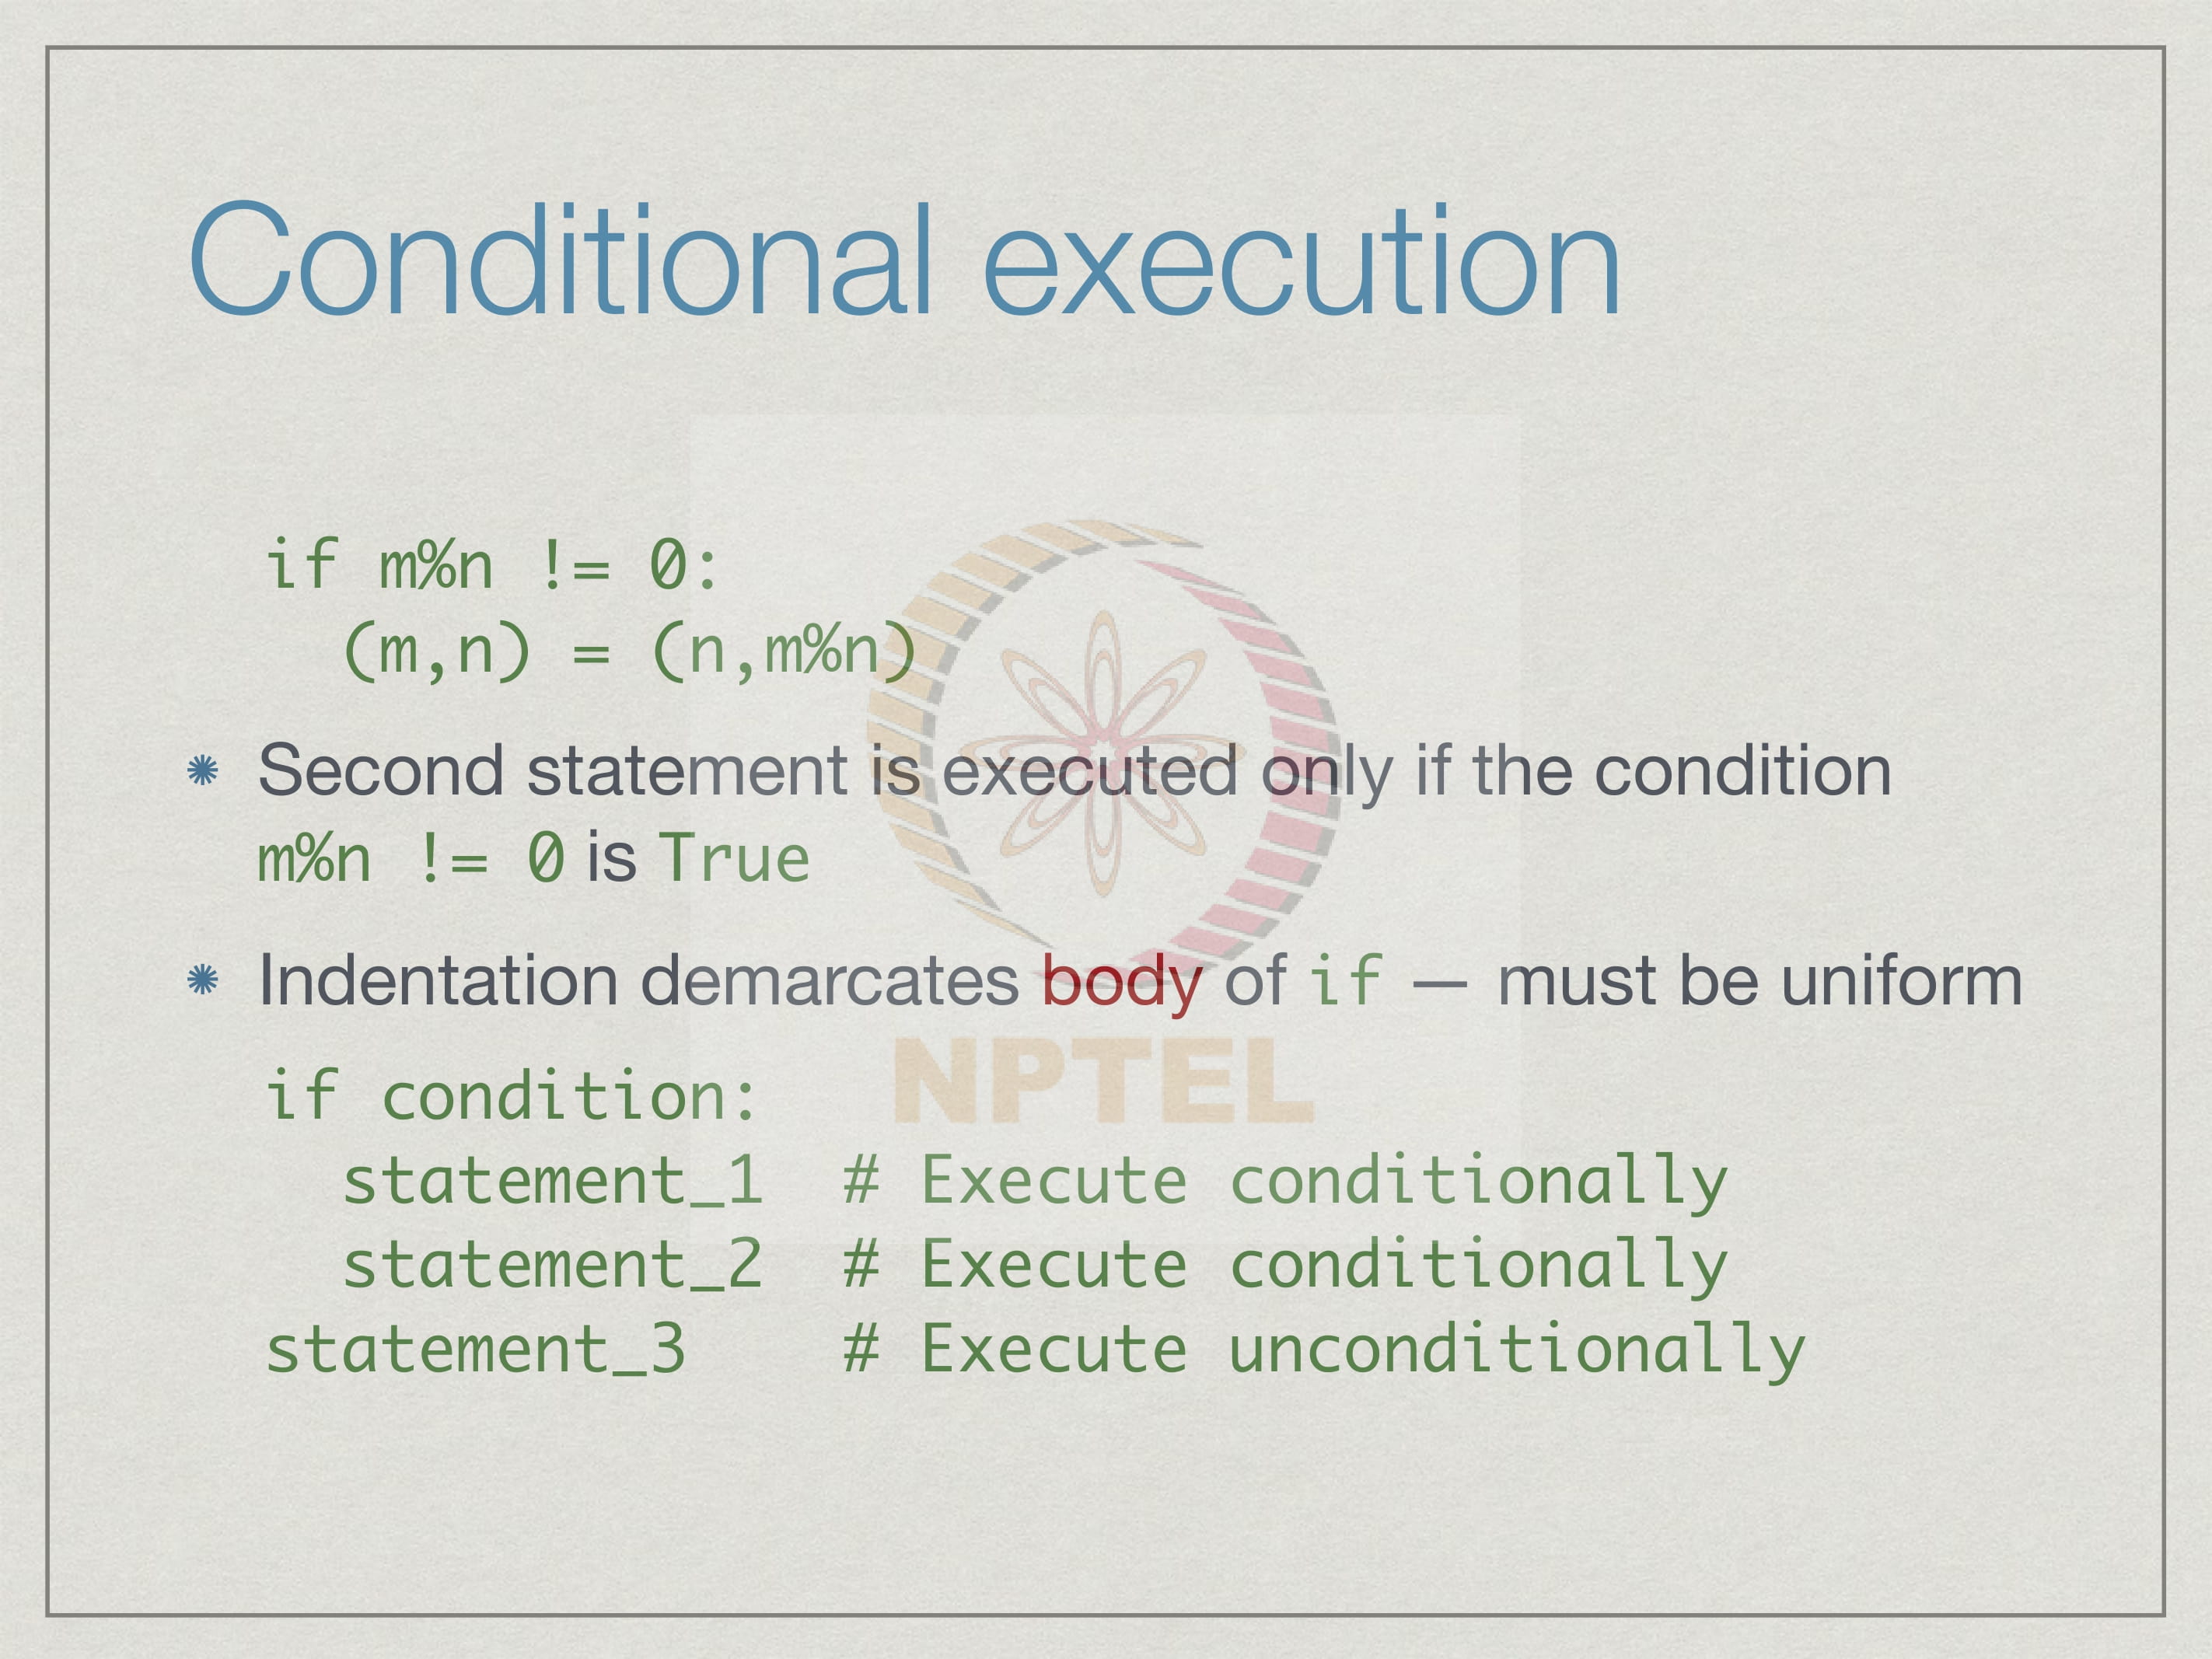 Conditional execution
if m%n != 0:
  (m,n) = (n,m%n)
Second statement is executed only if the condition
m%n != 0 is True
Indentation demarcates body of if — must be uniform
NPTEL
if condition:
  statement_1  # Execute conditionally
  statement_2  # Execute conditionally
statement_3    # Execute unconditionally